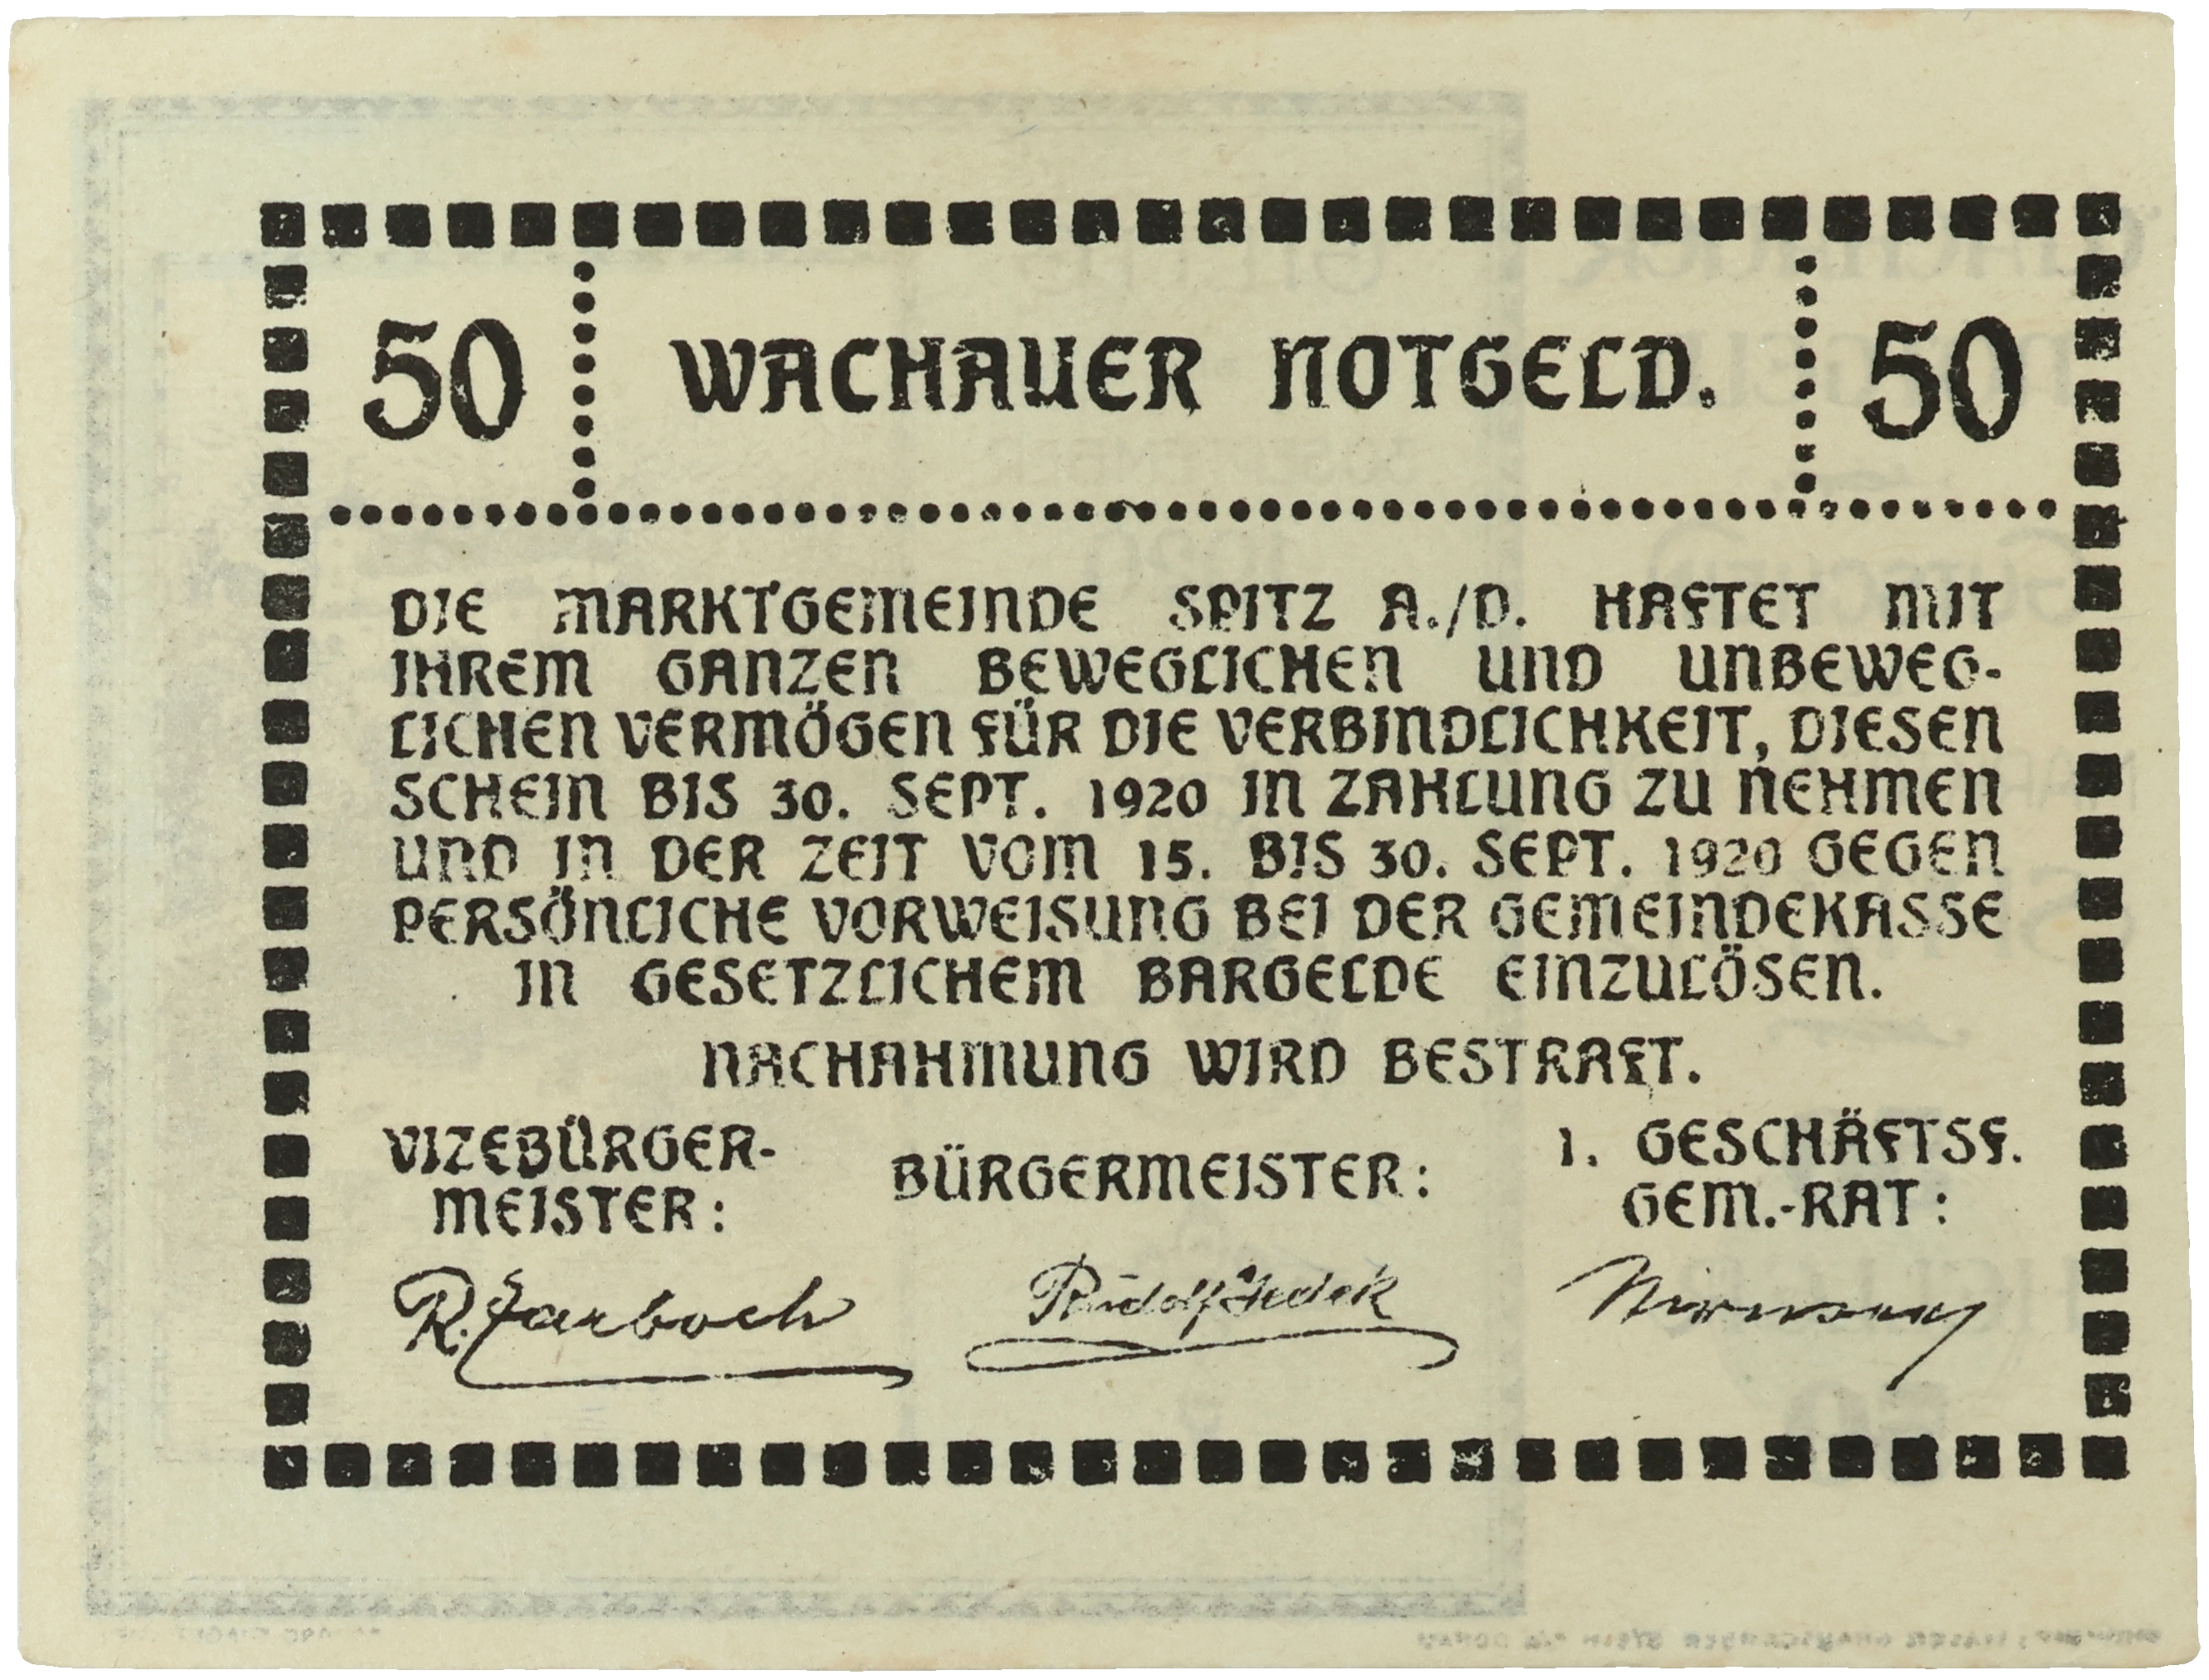 50 WACHAUER NOTGELD. 50
DIE MARKTGEMEINDE SPITZ A./D. HAFTET MIT
IHREM GANZEN BEWEGLICHEN UND UNBEWEG-
LICHEN VERMÖGEN FÜR DIE VERBINDLICHKEIT, DIESEN
SCHEIN BIS 30. SEPT. 1920 IN ZAHLUNG ZU NEHMEN
UND IN DER ZEIT VOM 15. BIS 30. SEPT. 1920 GEGEN
PERSÖNLICHE VORWEISUNG BEI DER GEMEINDEKASSE
IN GESETZLICHEM BARGELDE EINZULÖSEN.
NACHAHMUNG WIRD BESTRAFT.
VIZEBÜRGER-
MEISTER:
BÜRGERMEISTER:
1. GESCHÄFTSF.
GEM.-RAT:
R.
Rudolf